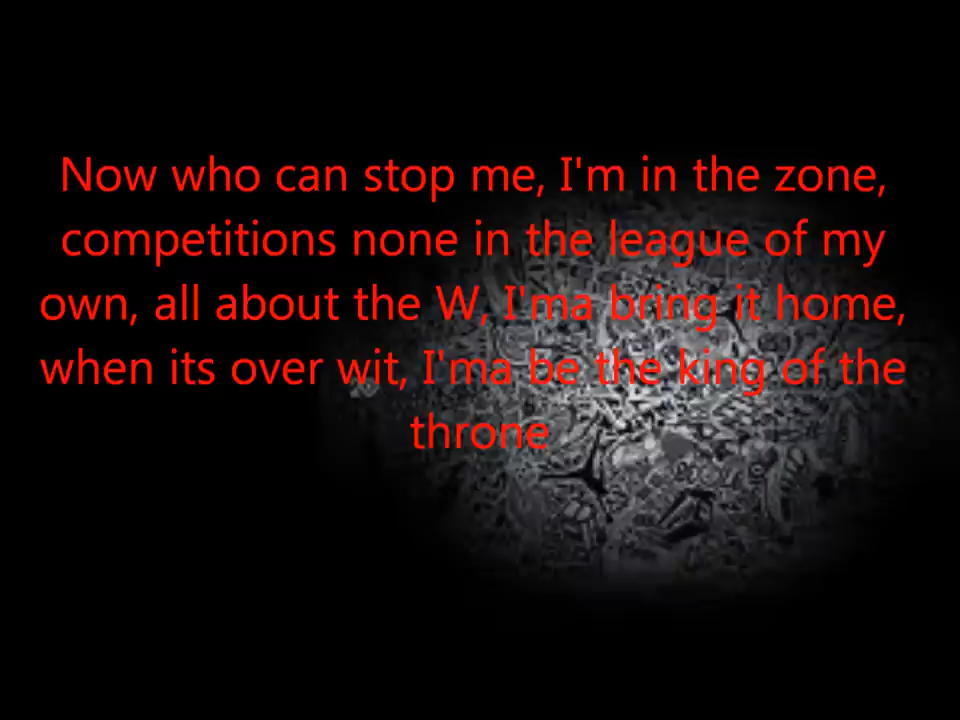 Now who can stop me, I'm in the zone,
competitions none in the league of my
own, all about the W, I'ma bring it home,
when its over wit, I'ma be the king of the
throne